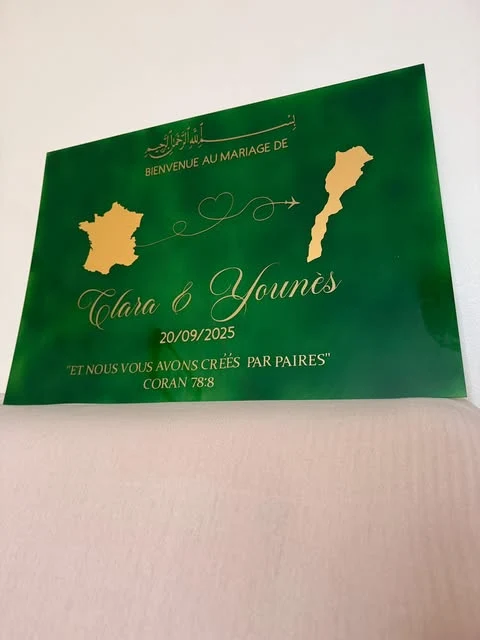 بسم الله الرحمن الرحيم
BIENVENUE AU MARIAGE DE
Clara & Younès
20/09/2025
"ET NOUS VOUS AVONS CRÉÉS PAR PAIRES"
CORAN 78:8